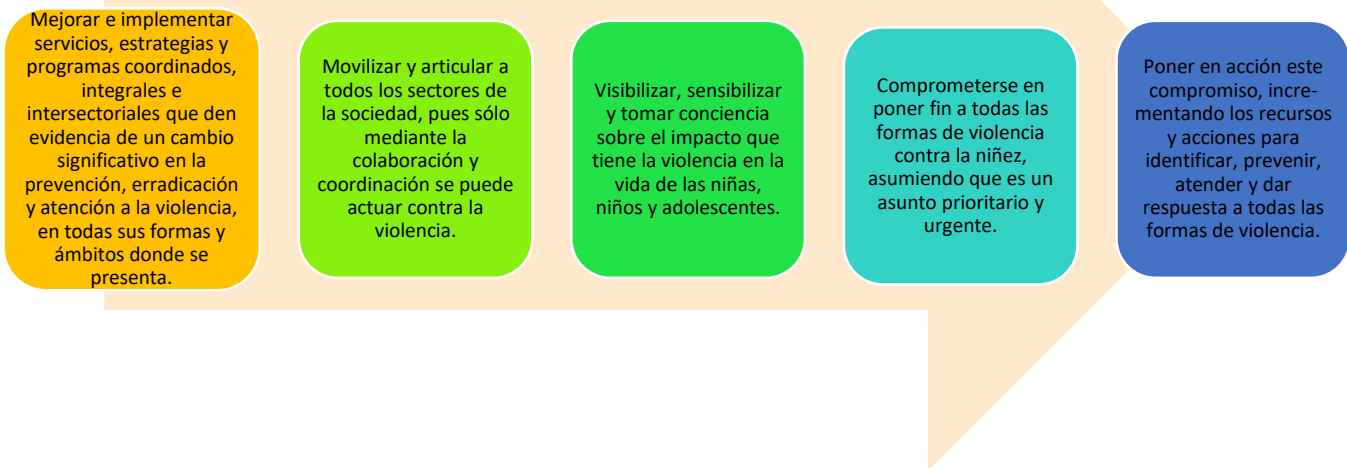 Mejorar e implementar
servicios, estrategias y
programas coordinados,
integrales e
intersectoriales que den
evidencia de un cambio
significativo en la
prevención, erradicación
y atención a la violencia,
en todas sus formas y
ámbitos donde se
presenta.
Movilizar y articular a
todos los sectores de
la sociedad, pues sólo
mediante la
colaboración y
coordinación se puede
actuar contra la
violencia.
Visibilizar, sensibilizar
y tomar conciencia
sobre el impacto que
tiene la violencia en la
vida de las niñas,
niños y adolescentes.
Comprometerse en
poner fin a todas las
formas de violencia
contra la niñez,
asumiendo que es un
asunto prioritario y
urgente.
Poner en acción este
compromiso, incre-
mentando los recursos
y acciones para
identificar, prevenir,
atender y dar
respuesta a todas las
formas de violencia.